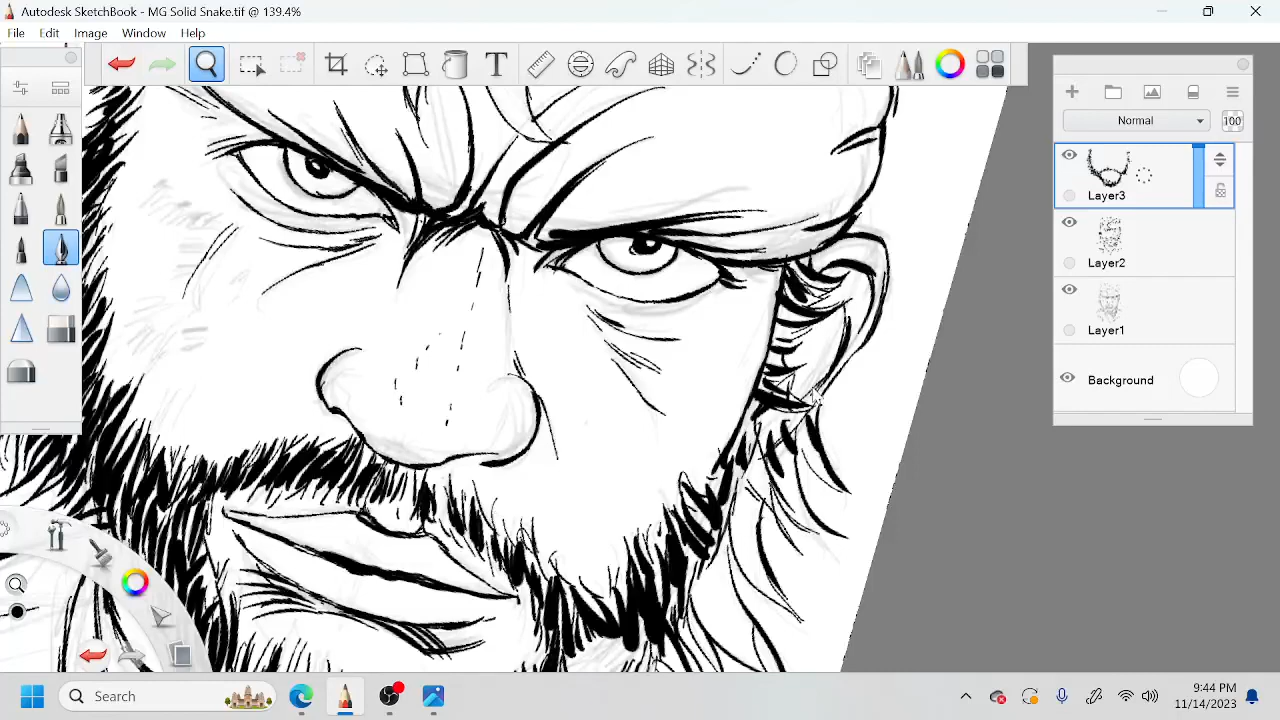 Autodesk SketchBook - MG Solid Snake.tif @ 139.4%
File Edit Image Window Help
T
Normal 100
Layer3
Layer2
Layer1
Background
Search
9:44 PM
11/14/2023